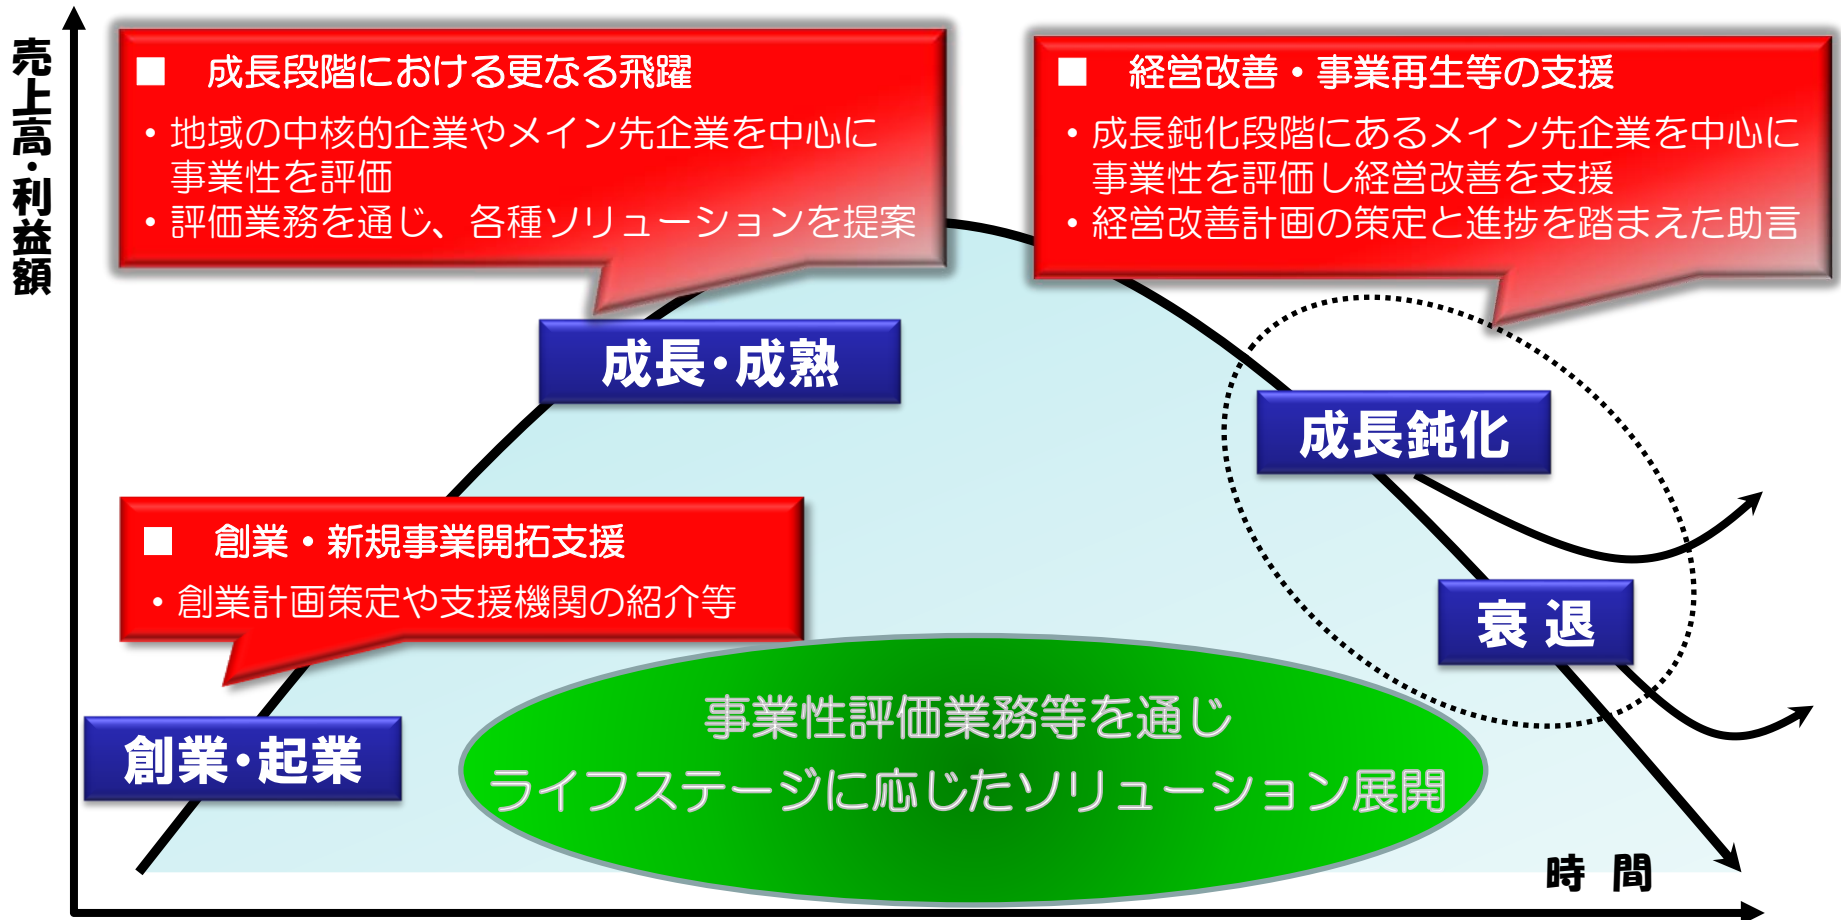 売上高・利益額
■ 成長段階における更なる飛躍
・地域の中核的企業やメイン先企業を中心に
事業性を評価
・評価業務を通じ、各種ソリューションを提案
■ 経営改善・事業再生等の支援
・成長鈍化段階にあるメイン先企業を中心に
事業性を評価し経営改善を支援
・経営改善計画の策定と進捗を踏まえた助言
成長・成熟
成長鈍化
■ 創業・新規事業開拓支援
・創業計画策定や支援機関の紹介等
衰 退
創業・起業
事業性評価業務等を通じ
ライフステージに応じたソリューション展開
時 間